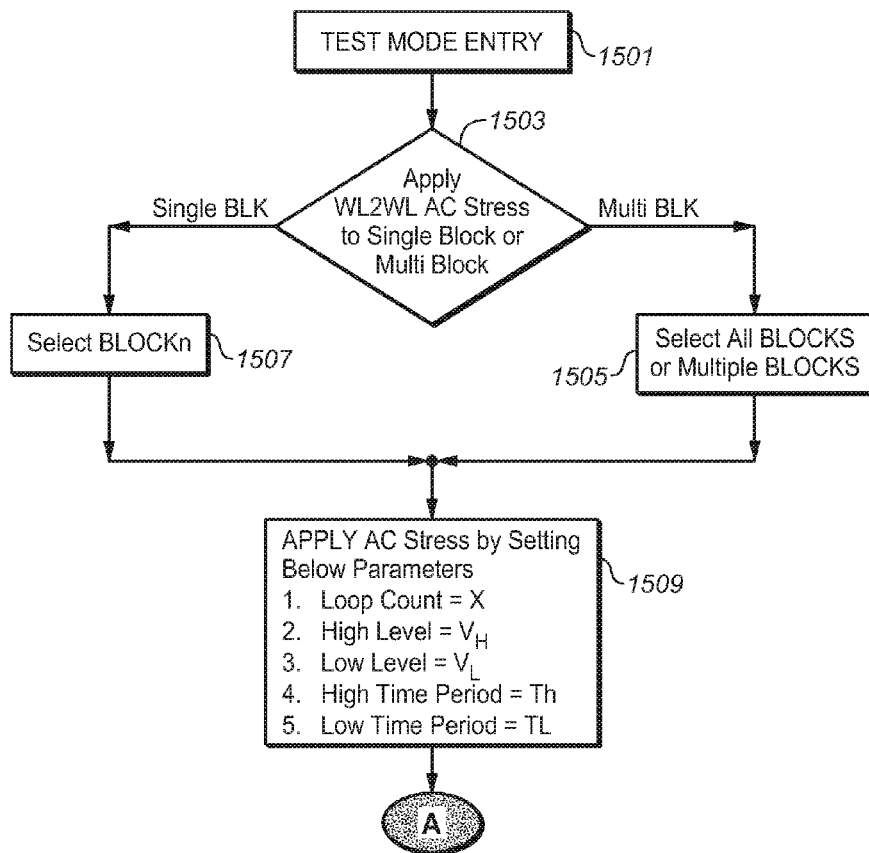 TEST MODE ENTRY
1501
1503
Apply
WL2WL AC Stress
to Single Block or
Multi Block
Single BLK
Multi BLK
Select BLOCKn
1507
Select All BLOCKS
or Multiple BLOCKS
1505
APPLY AC Stress by Setting
Below Parameters
1. Loop Count = X
2. High Level = V_H
3. Low Level = V_L
4. High Time Period = Th
5. Low Time Period = TL
1509
A